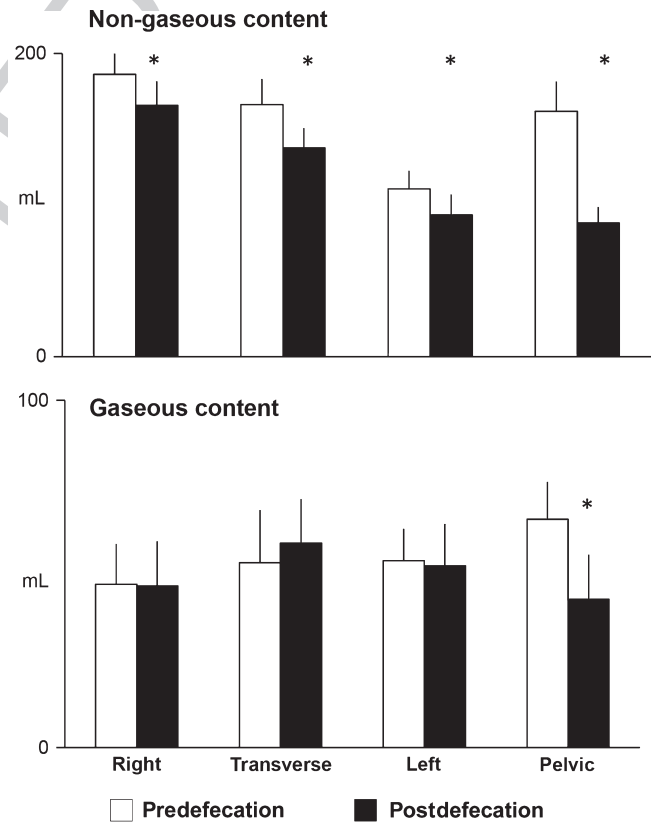 Non-gaseous content
200
*
*
*
*
mL
0
100
Gaseous content
*
mL
0
Right
Transverse
Left
Pelvic
Predefecation
Postdefecation